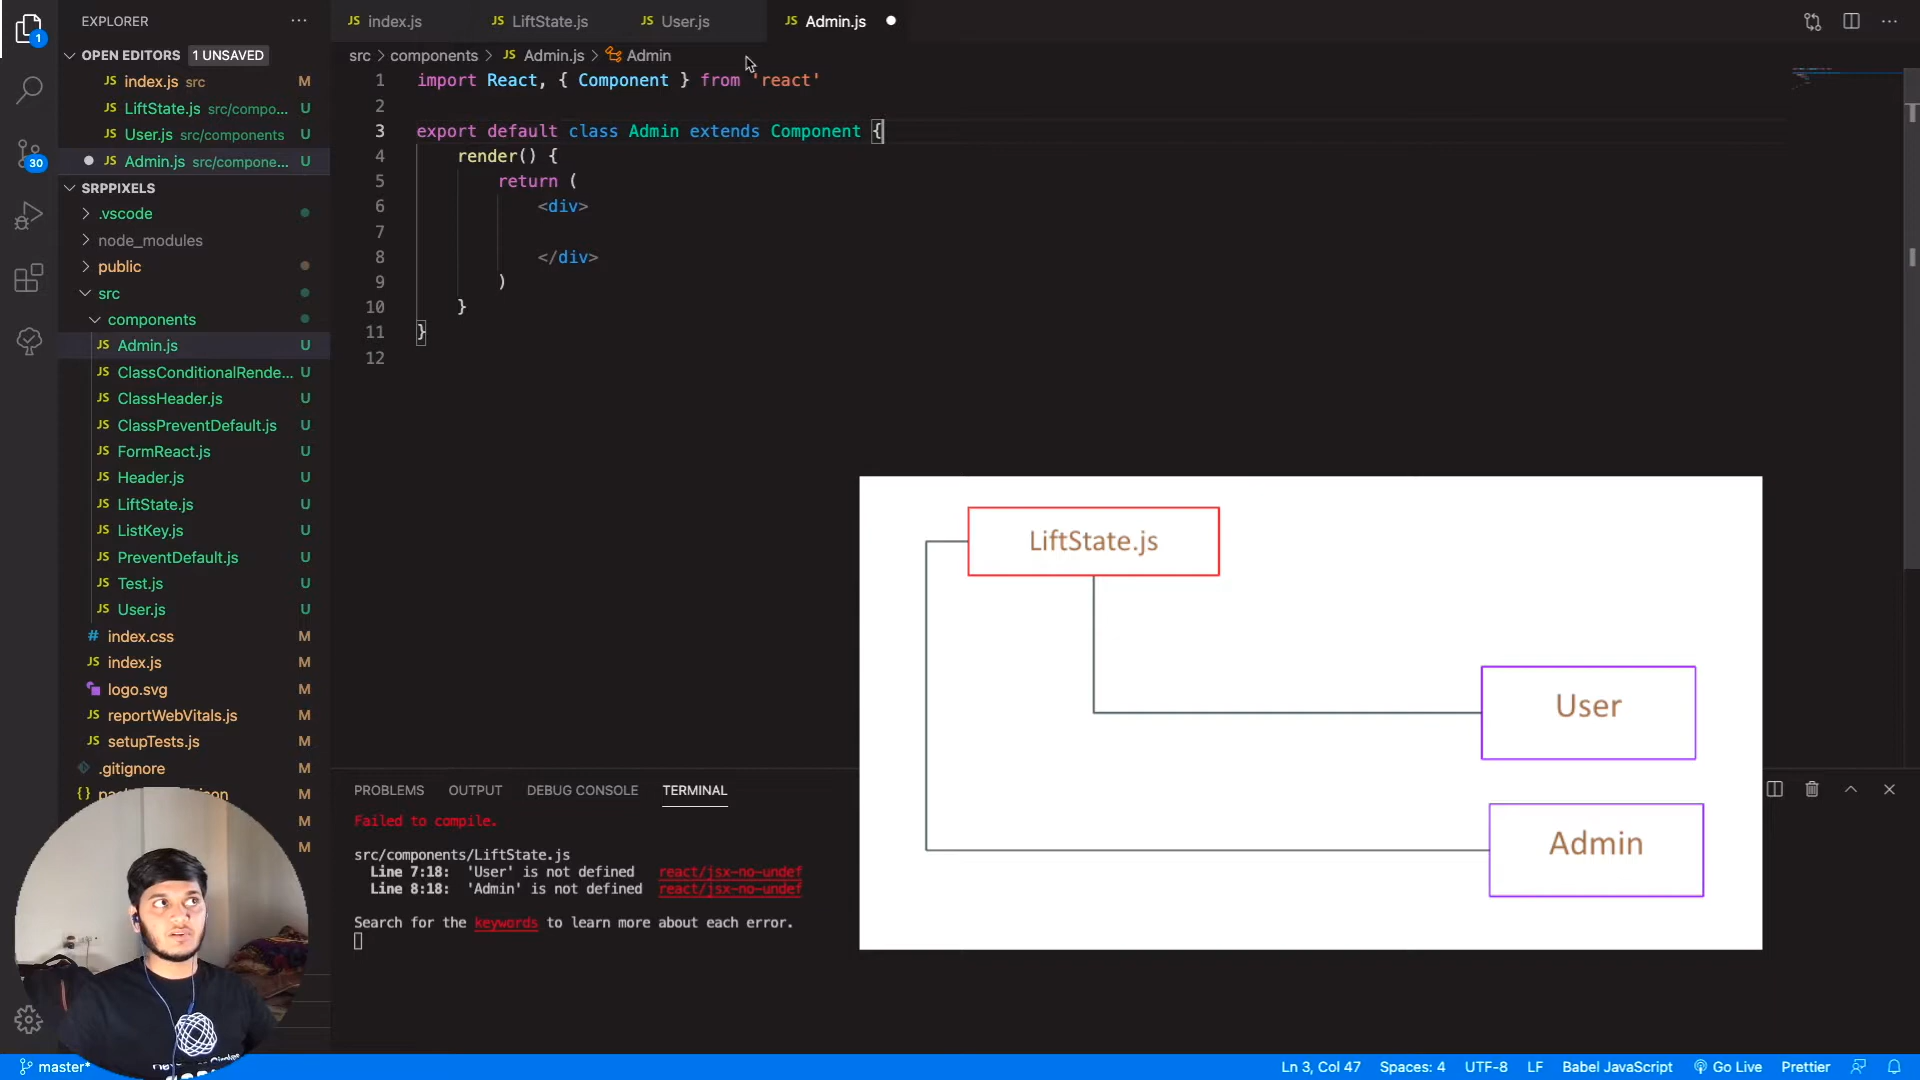 EXPLORER
index.js
LiftState.js
User.js
Admin.js
OPEN EDITORS 1 UNSAVED
src > components > Admin.js > Admin
index.js src M
LiftState.js src/compo... U
User.js src/components U
Admin.js src/compone... U
SRPPIXELS
.vscode
node_modules
public
src
components
Admin.js U
ClassConditionalRende... U
ClassHeader.js U
ClassPreventDefault.js U
FormReact.js U
Header.js U
LiftState.js U
ListKey.js U
PreventDefault.js U
Test.js U
User.js U
index.css M
index.js M
logo.svg M
reportWebVitals.js M
setupTests.js M
.gitignore M
M
M
M
1
30
1 import React, { Component } from 'react'
2
3 export default class Admin extends Component {
4 render() {
5 return (
6 <div>
7
8 </div>
9 )
10 }
11 }
12
LiftState.js
User
Admin
PROBLEMS OUTPUT DEBUG CONSOLE TERMINAL
Failed to compile.
src/components/LiftState.js
Line 7:18: 'User' is not defined react/jsx-no-undef
Line 8:18: 'Admin' is not defined react/jsx-no-undef
Search for the keywords to learn more about each error.
master*
Ln 3, Col 47 Spaces: 4 UTF-8 LF Babel JavaScript Go Live Prettier